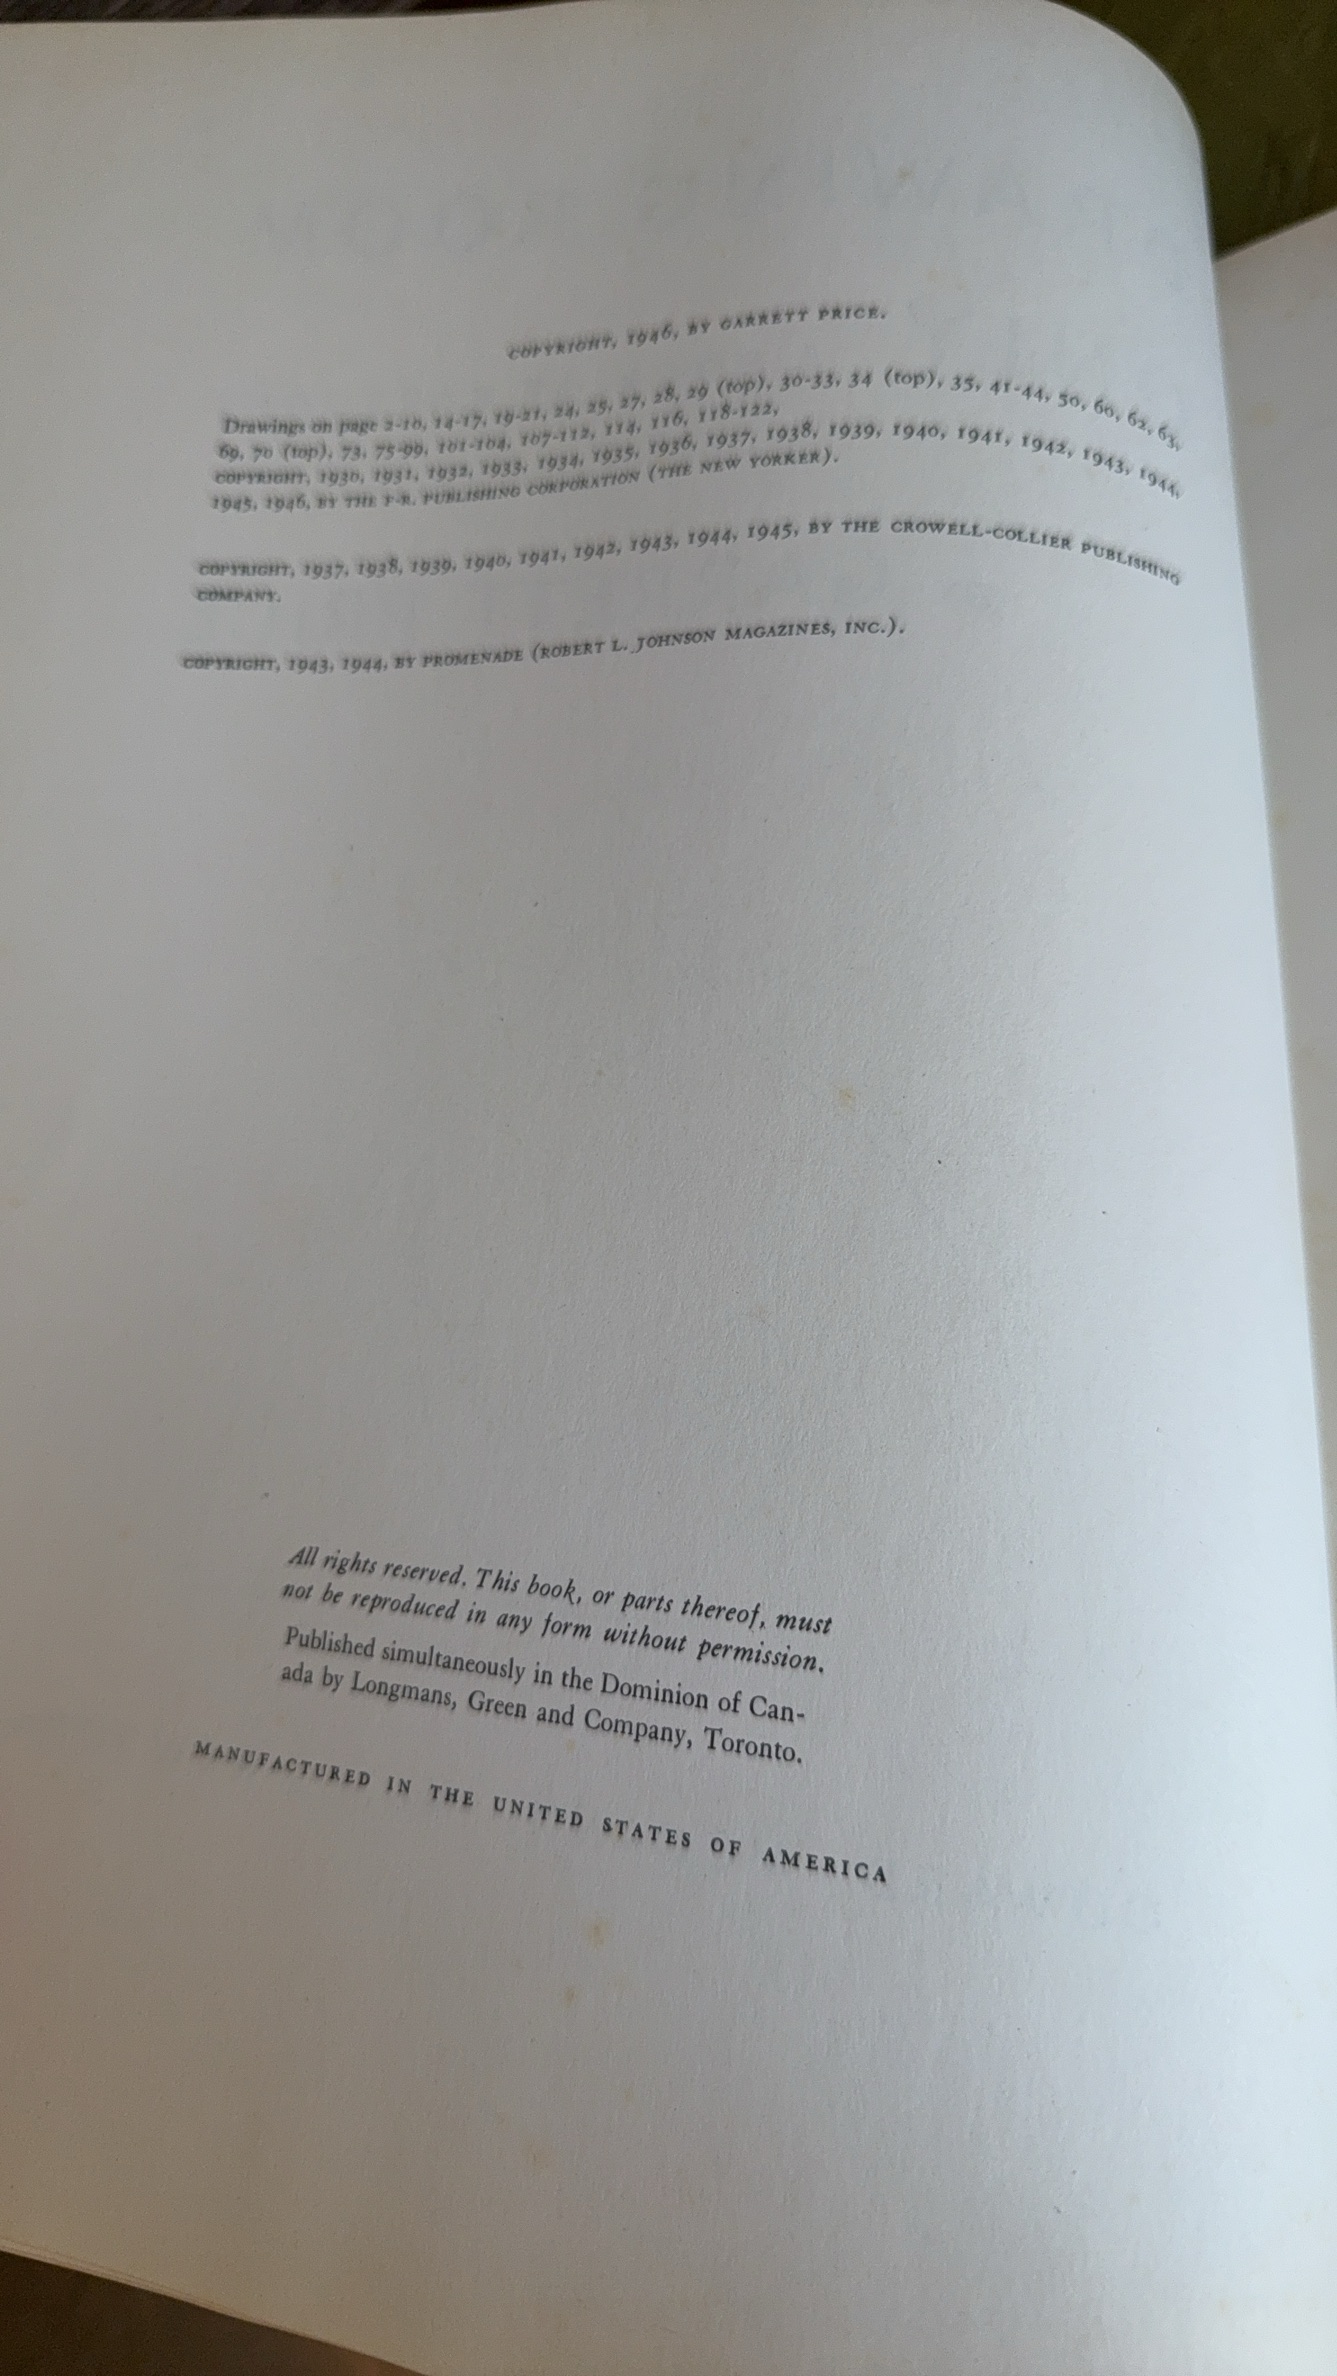 COPYRIGHT, 1946, BY GARRETT PRICE.
Drawings on page 2-10, 14-17, 19-21, 24, 25, 27, 28, 29 (top), 30-33, 34 (top), 35, 41-44, 50, 60, 62, 63,
69, 70 (top), 73, 75-99, 101-104, 107-112, 114, 116, 118-122,
COPYRIGHT, 1930, 1931, 1932, 1933, 1934, 1935, 1936, 1937, 1938, 1939, 1940, 1941, 1942, 1943, 1944,
1945, 1946, BY THE F-R. PUBLISHING CORPORATION (THE NEW YORKER).
COPYRIGHT, 1937, 1938, 1939, 1940, 1941, 1942, 1943, 1944, 1945, BY THE CROWELL-COLLIER PUBLISHING
COMPANY.
COPYRIGHT, 1943, 1944, BY PROMENADE (ROBERT L. JOHNSON MAGAZINES, INC.).
All rights reserved. This book, or parts thereof, must
not be reproduced in any form without permission.
Published simultaneously in the Dominion of Can-
ada by Longmans, Green and Company, Toronto.
MANUFACTURED IN THE UNITED STATES OF AMERICA